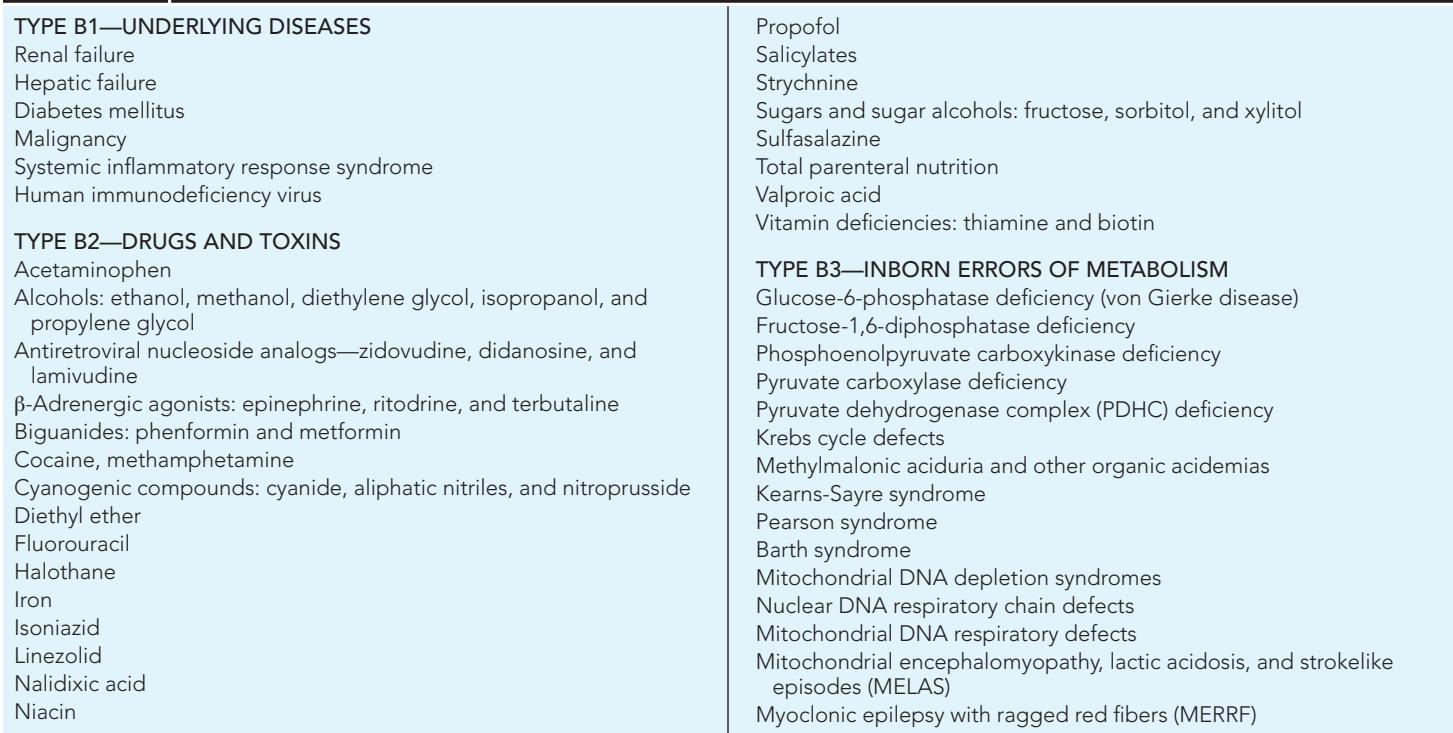 TYPE B1—UNDERLYING DISEASES
Renal failure
Hepatic failure
Diabetes mellitus
Malignancy
Systemic inflammatory response syndrome
Human immunodeficiency virus
TYPE B2—DRUGS AND TOXINS
Acetaminophen
Alcohols: ethanol, methanol, diethylene glycol, isopropanol, and
propylene glycol
Antiretroviral nucleoside analogs—zidovudine, didanosine, and
lamivudine
β-Adrenergic agonists: epinephrine, ritodrine, and terbutaline
Biguanides: phenformin and metformin
Cocaine, methamphetamine
Cyanogenic compounds: cyanide, aliphatic nitriles, and nitroprusside
Diethyl ether
Fluorouracil
Halothane
Iron
Isoniazid
Linezolid
Nalidixic acid
Niacin
Propofol
Salicylates
Strychnine
Sugars and sugar alcohols: fructose, sorbitol, and xylitol
Sulfasalazine
Total parenteral nutrition
Valproic acid
Vitamin deficiencies: thiamine and biotin
TYPE B3—INBORN ERRORS OF METABOLISM
Glucose-6-phosphatase deficiency (von Gierke disease)
Fructose-1,6-diphosphatase deficiency
Phosphoenolpyruvate carboxykinase deficiency
Pyruvate carboxylase deficiency
Pyruvate dehydrogenase complex (PDHC) deficiency
Krebs cycle defects
Methylmalonic aciduria and other organic acidemias
Kearns-Sayre syndrome
Pearson syndrome
Barth syndrome
Mitochondrial DNA depletion syndromes
Nuclear DNA respiratory chain defects
Mitochondrial DNA respiratory defects
Mitochondrial encephalomyopathy, lactic acidosis, and strokelike
episodes (MELAS)
Myoclonic epilepsy with ragged red fibers (MERRF)